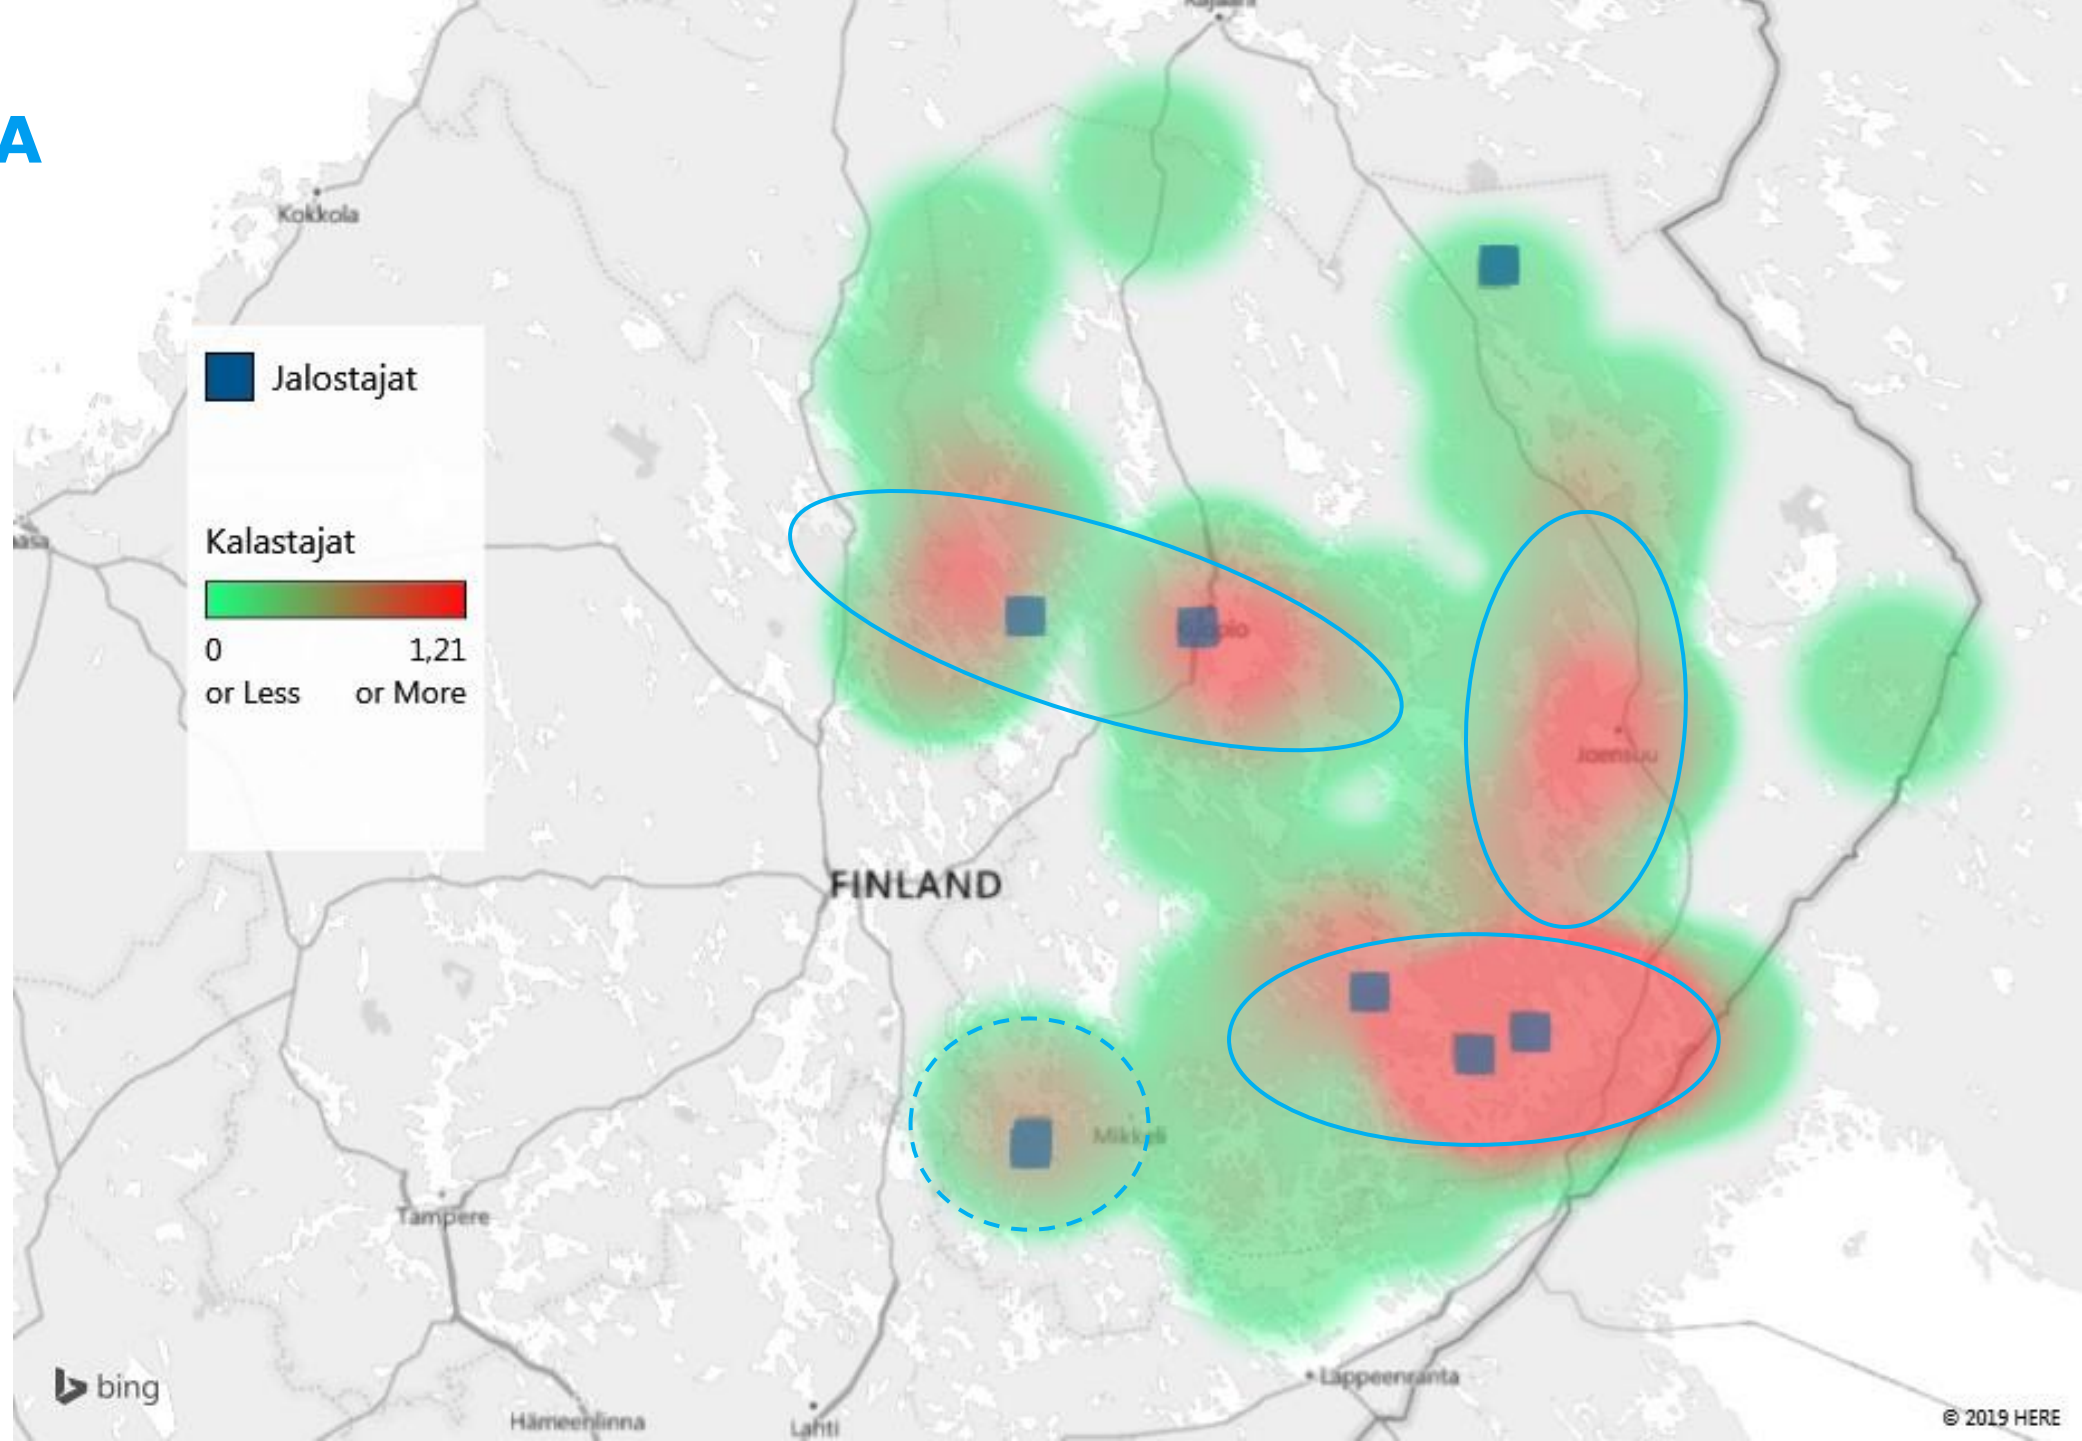 A
Kokkola
Jalostajat
Kalastajat
0
1,21
or Less
or More
Joensuu
FINLAND
Mikkeli
Tampere
Lappeenranta
bing
Hämeenlinna
Lahti
© 2019 HERE